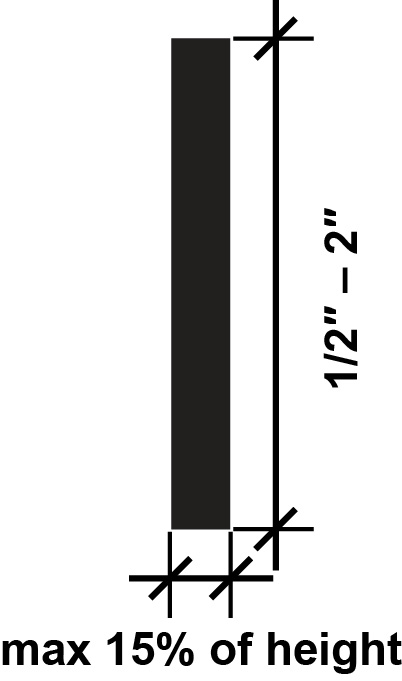 1/2" – 2"
max 15% of height